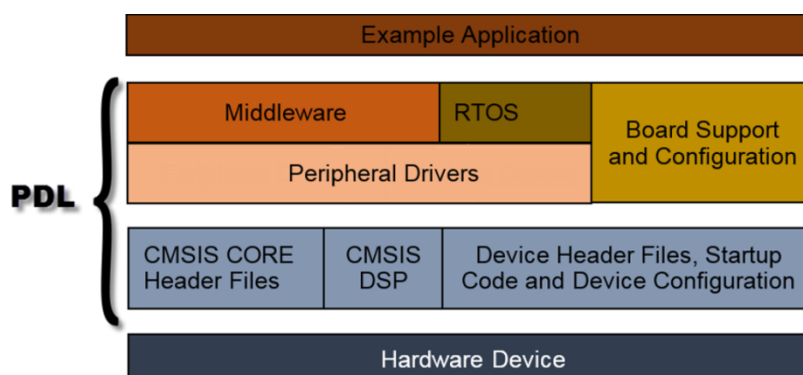 Example Application
Middleware
RTOS
Board Support
and Configuration
Peripheral Drivers
PDL
CMSIS CORE
Header Files
CMSIS
DSP
Device Header Files, Startup
Code and Device Configuration
Hardware Device